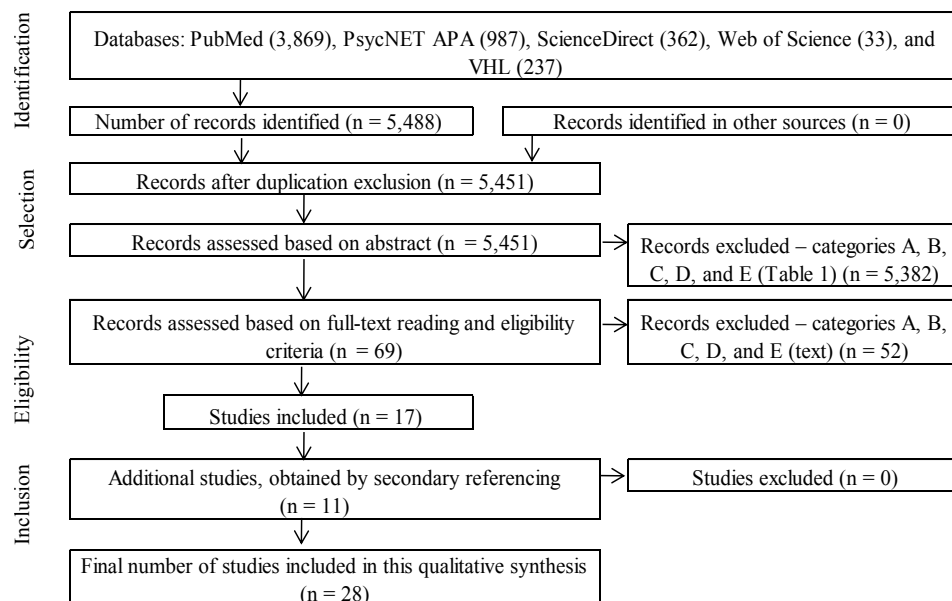 Identification
Databases: PubMed (3,869), PsycNET APA (987), ScienceDirect (362), Web of Science (33), and
VHL (237)
Number of records identified (n = 5,488)
Records identified in other sources (n = 0)
Selection
Records after duplication exclusion (n = 5,451)
Records assessed based on abstract (n = 5,451)
Records excluded – categories A, B,
C, D, and E (Table 1) (n = 5,382)
Eligibility
Records assessed based on full-text reading and eligibility
criteria (n = 69)
Records excluded – categories A, B,
C, D, and E (text) (n = 52)
Studies included (n = 17)
Inclusion
Additional studies, obtained by secondary referencing
(n = 11)
Studies excluded (n = 0)
Final number of studies included in this qualitative synthesis
(n = 28)